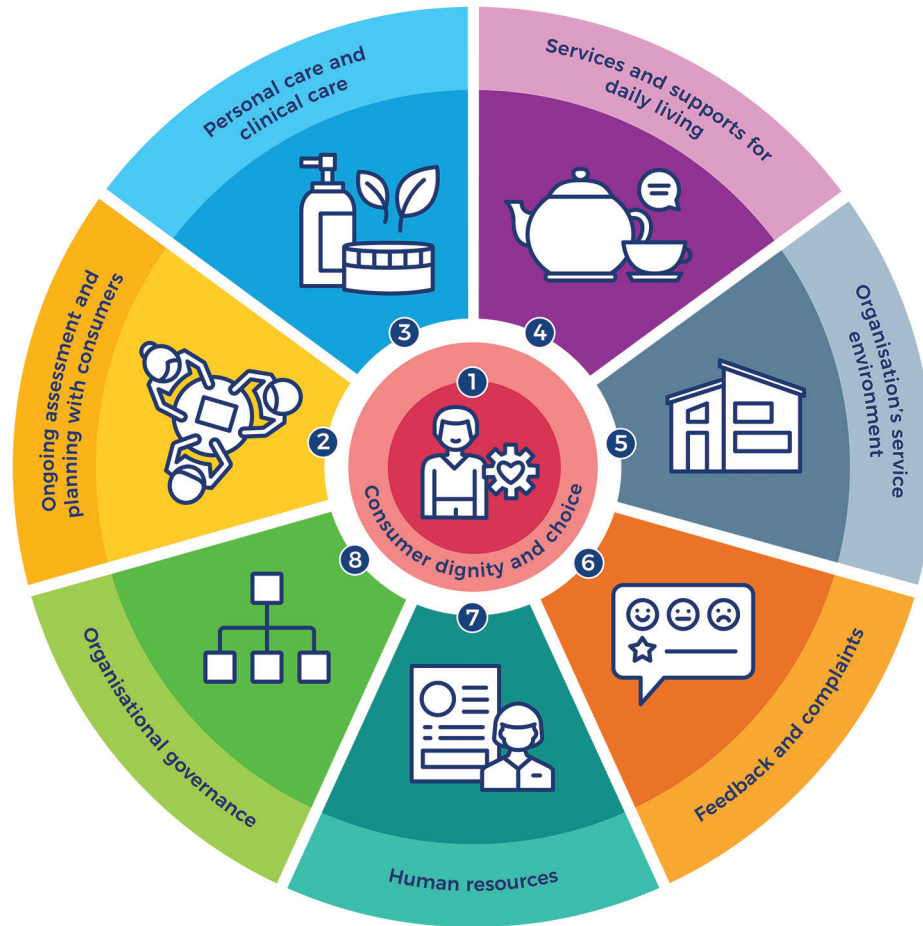 1
Consumer dignity and choice
2
Ongoing assessment and
planning with consumers
3
Personal care and
clinical care
4
Services and supports for
daily living
5
Organisation's service
environment
6
Feedback and complaints
7
Human resources
8
Organisational governance